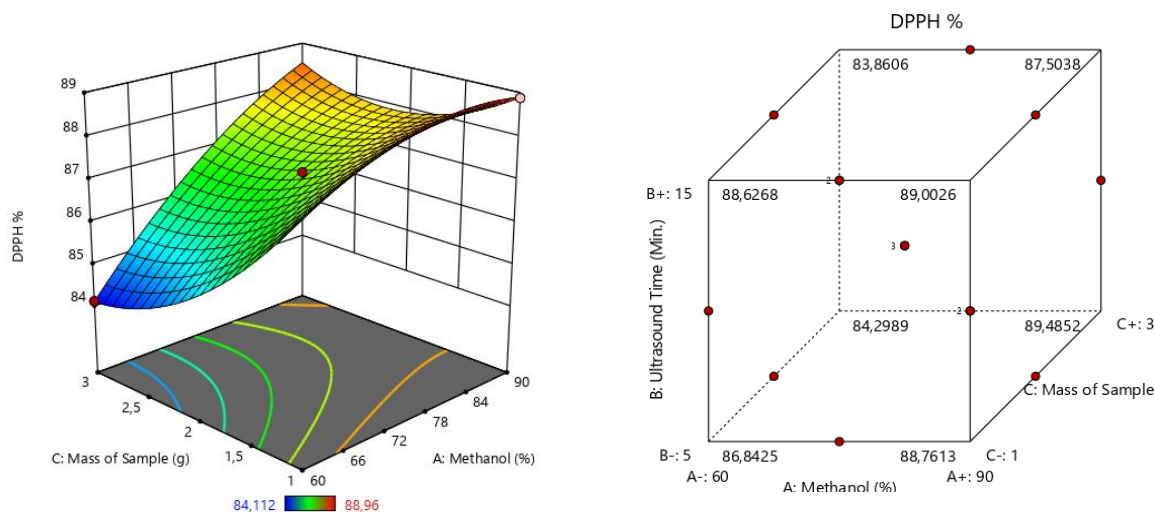 89
88
87
86
85
84
DPPH %
3
2,5
2
1,5
1
60
66
72
78
84
90
C: Mass of Sample (g)
A: Methanol (%)
84,112
88,96
DPPH %
83,8606
87,5038
B+: 15
88,6268
2
89,0026
B: Ultrasound Time (Min.)
3
84,2989
2
89,4852
C+: 3
C: Mass of Sample
B-: 5
86,8425
88,7613
C-: 1
A-: 60
A: Methanol (%)
A+: 90